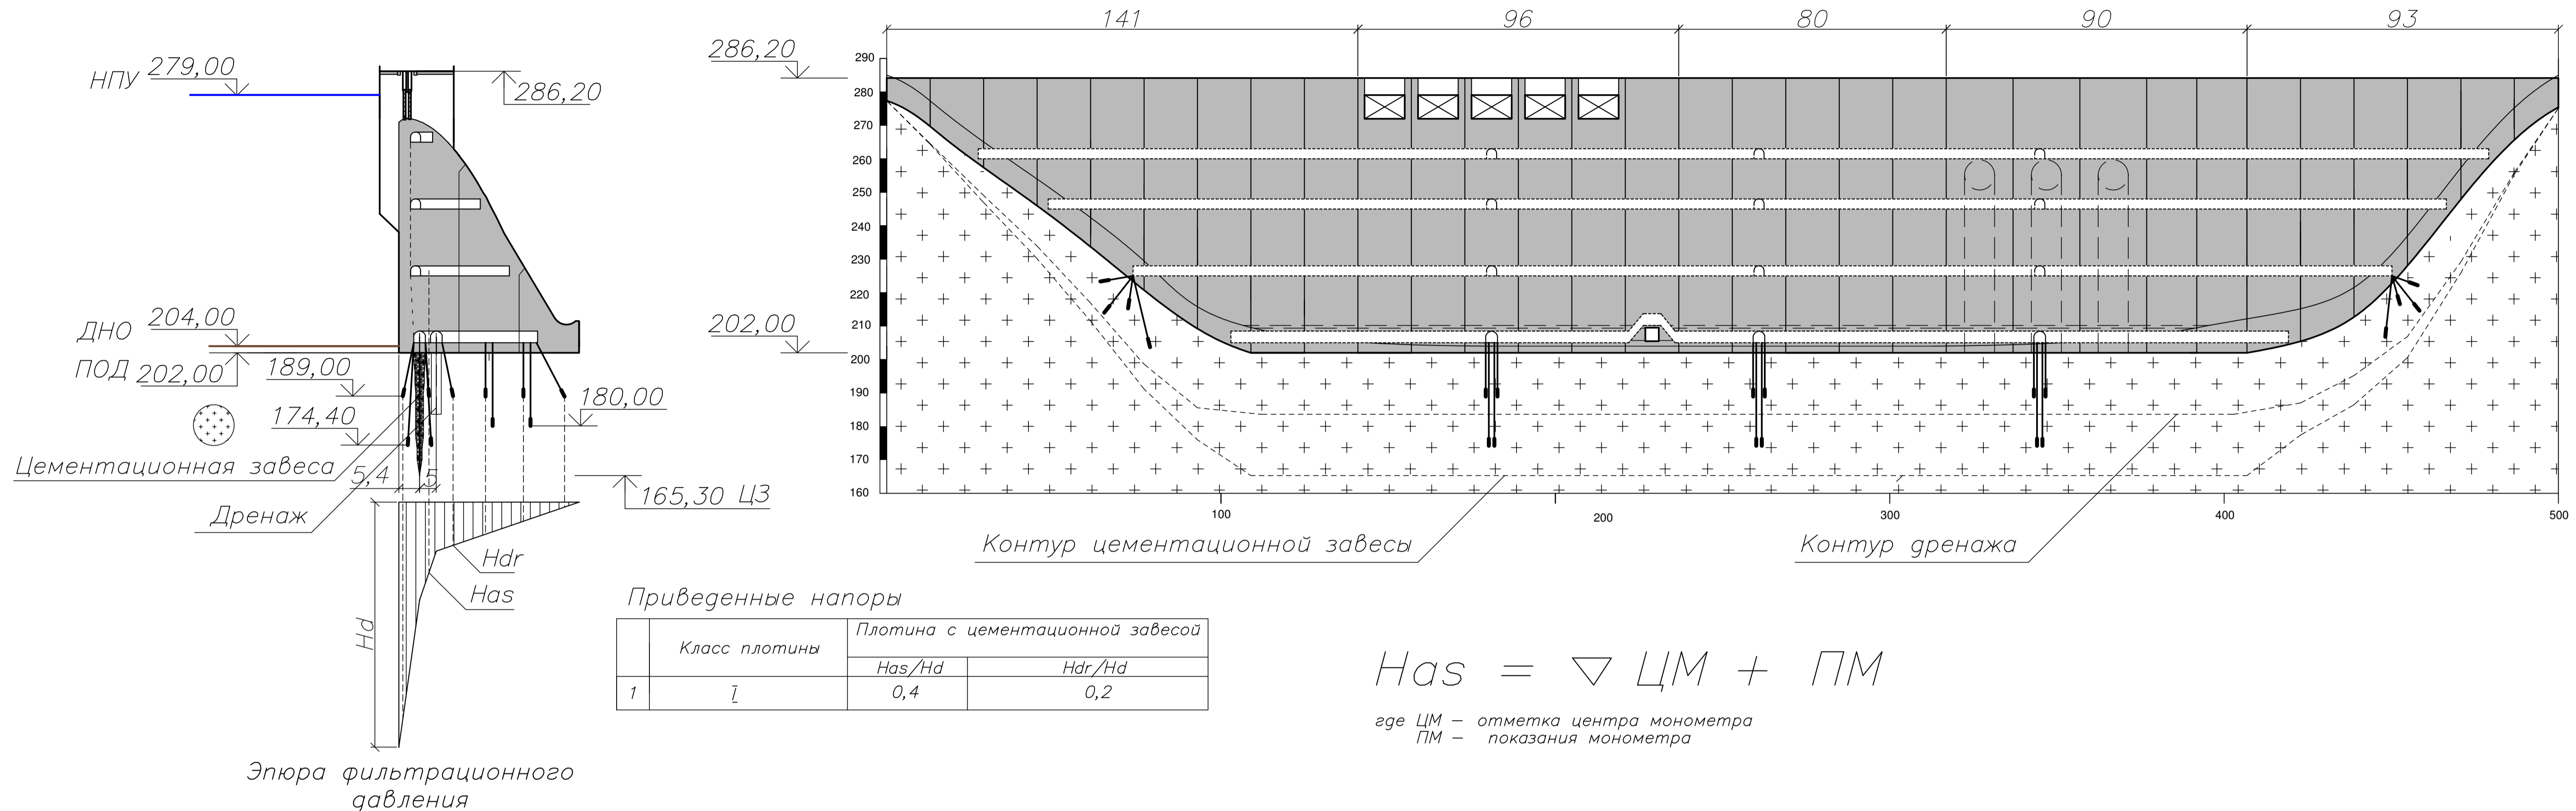 НПУ 279,00
286,20
ДНО 204,00
ПОД 202,00
189,00
174,40
180,00
Цементационная завеса
5,4 5
165,30 ЦЗ
Дренаж
Hdr
Has
Hd
Эпюра фильтрационного
давления
141 96 80 90 93
286,20
202,00
290
280
270
260
250
240
230
220
210
200
190
180
170
160
100 200 300 400 500
Контур цементационной завесы
Контур дренажа
Приведенные напоры
Класс плотины
Плотина с цементационной завесой
Has/Hd Hdr/Hd
1 I 0,4 0,2
Has = ▽ ЦМ + ПМ
где ЦМ – отметка центра монометра
ПМ – показания монометра